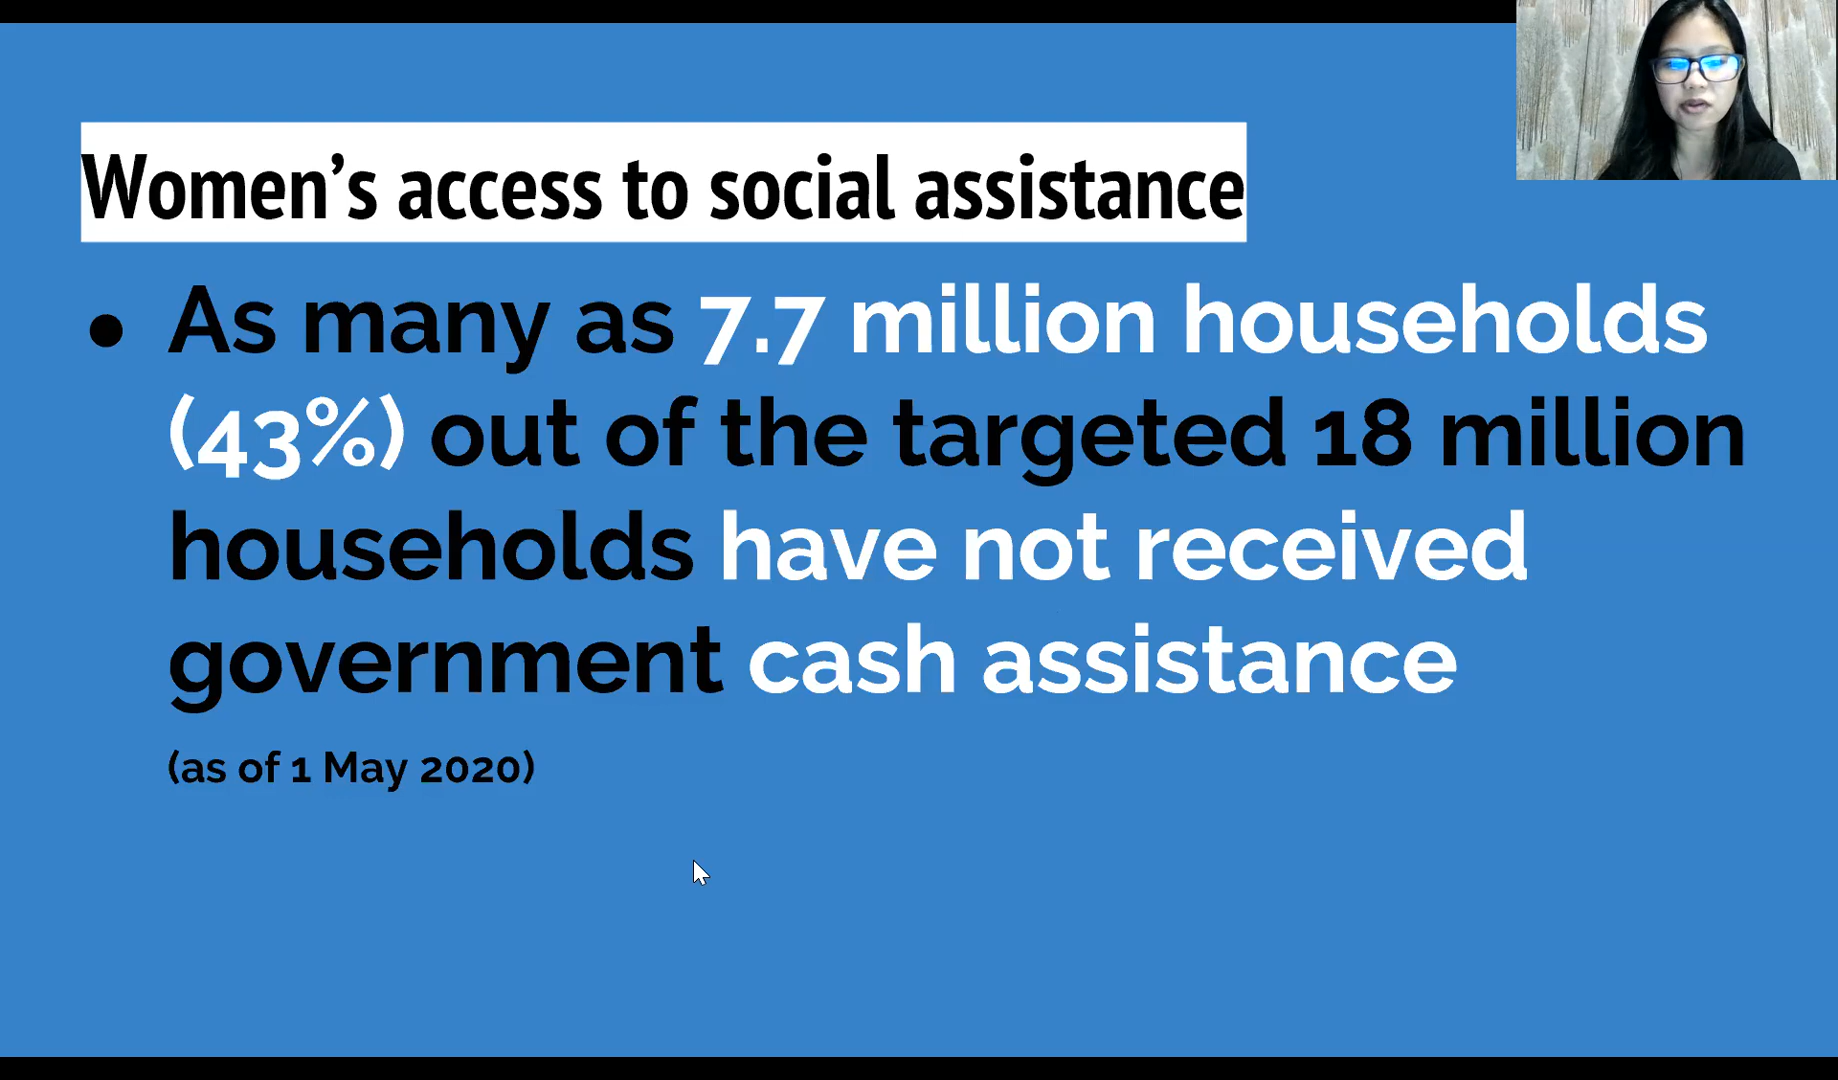 Women’s access to social assistance
● As many as 7.7 million households
(43%) out of the targeted 18 million
households have not received
government cash assistance
(as of 1 May 2020)